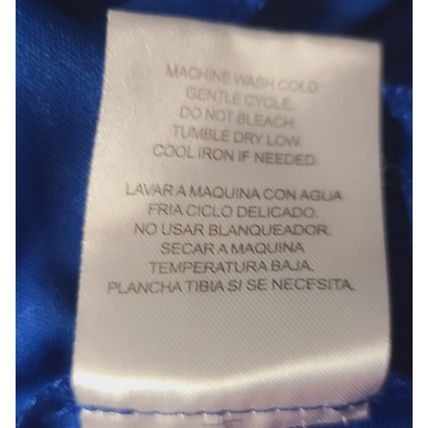 MACHINE WASH COLD
GENTLE CYCLE.
DO NOT BLEACH.
TUMBLE DRY LOW.
COOL IRON IF NEEDED.
LAVAR A MAQUINA CON AGUA
FRIA CICLO DELICADO.
NO USAR BLANQUEADOR.
SECAR A MAQUINA
TEMPERATURA BAJA.
PLANCHA TIBIA SI SE NECESITA.